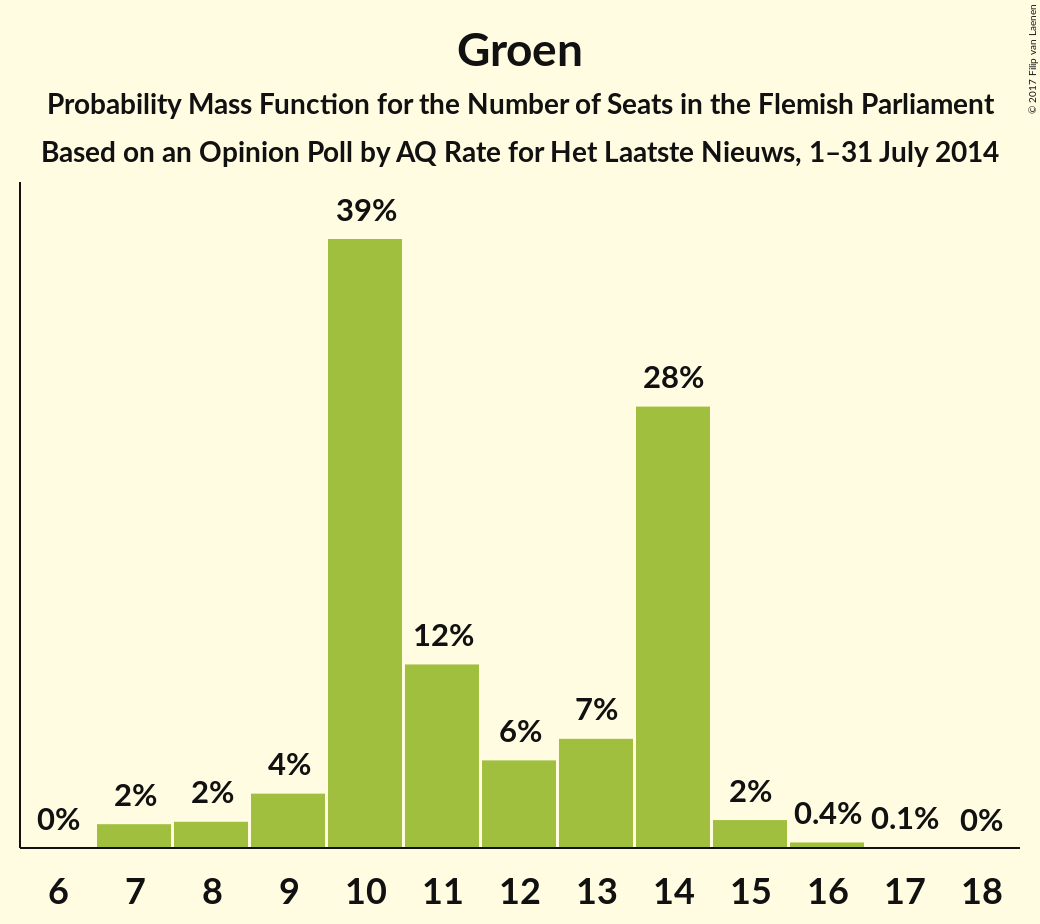 Groen
Probability Mass Function for the Number of Seats in the Flemish Parliament
Based on an Opinion Poll by AQ Rate for Het Laatste Nieuws, 1–31 July 2014
© 2017 Filip van Laenen
39%
28%
12%
7%
6%
4%
2%
2%
2%
0.4%
0.1%
0%
0%
6 7 8 9 10 11 12 13 14 15 16 17 18